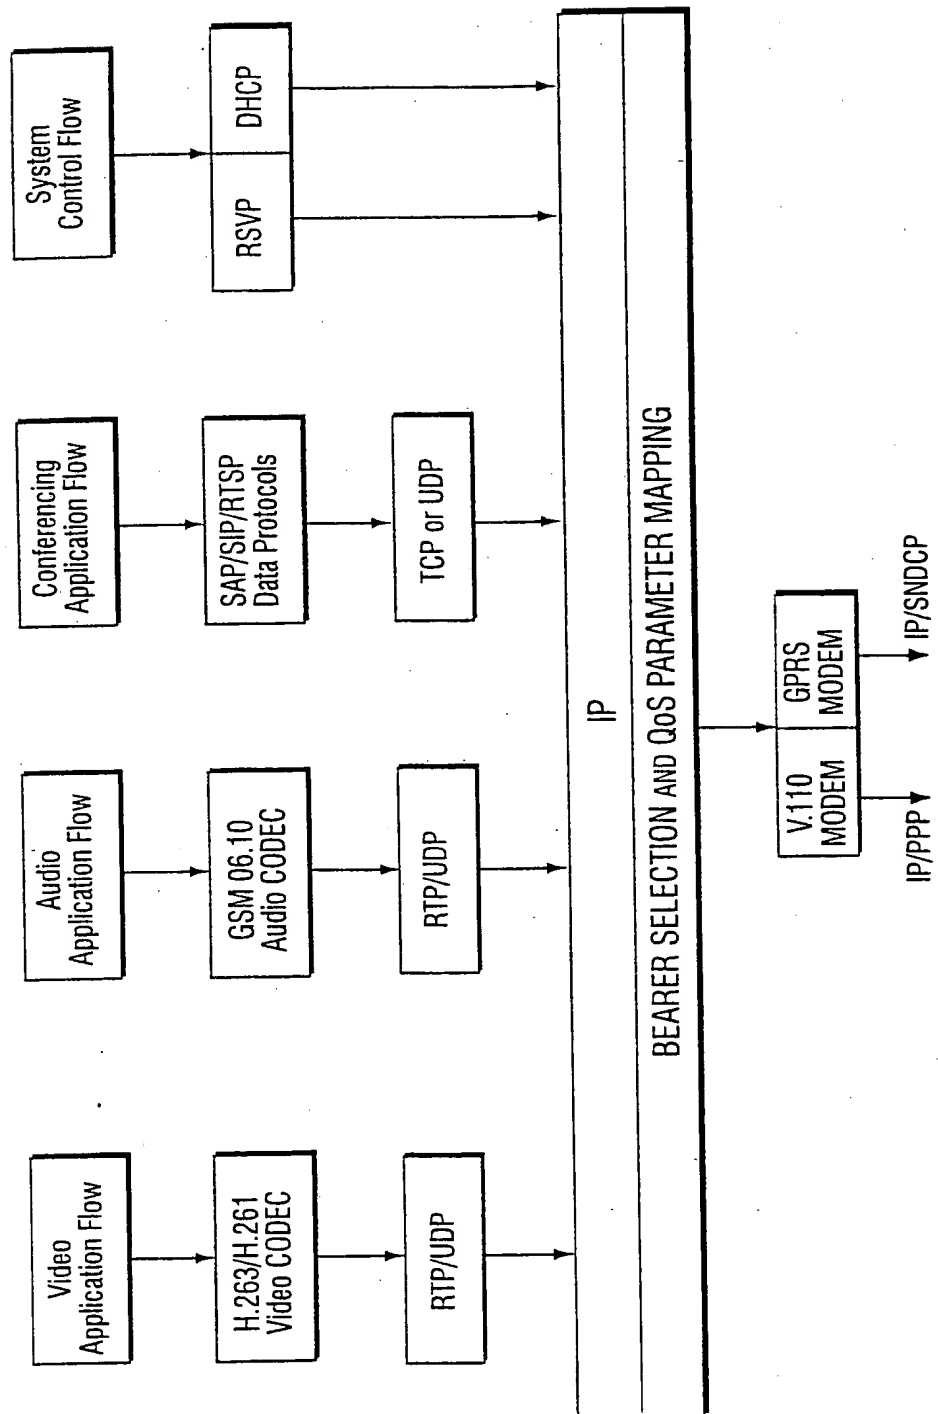 Video
Application Flow
H.263/H.261
Video CODEC
RTP/UDP
Audio
Application Flow
GSM 06.10
Audio CODEC
RTP/UDP
Conferencing
Application Flow
SAP/SIP/RTSP
Data Protocols
TCP or UDP
System
Control Flow
RSVP
DHCP
IP
BEARER SELECTION AND QoS PARAMETER MAPPING
V.110
MODEM
GPRS
MODEM
IP/PPP
IP/SNDCP